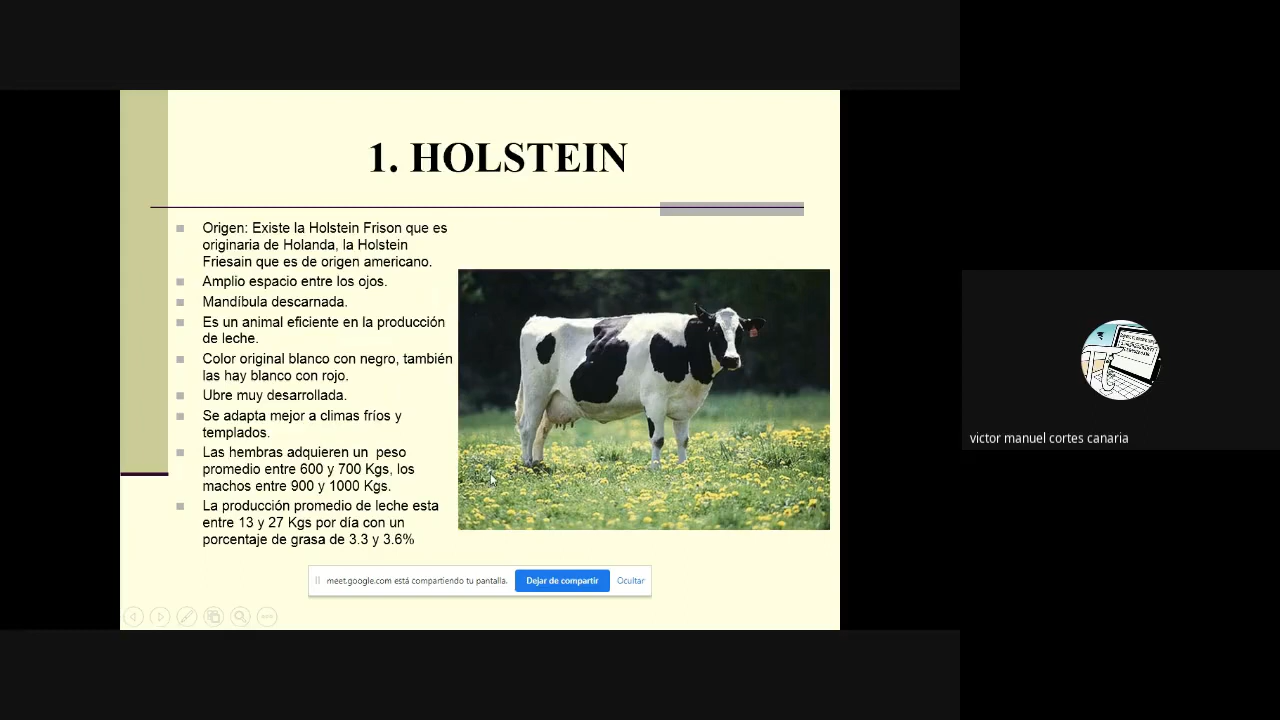 1. HOLSTEIN
Origen: Existe la Holstein Frison que es
originaria de Holanda, la Holstein
Friesain que es de origen americano.
Amplio espacio entre los ojos.
Mandíbula descarnada.
Es un animal eficiente en la producción
de leche.
Color original blanco con negro, también
las hay blanco con rojo.
Ubre muy desarrollada.
Se adapta mejor a climas fríos y
templados.
Las hembras adquieren un peso
promedio entre 600 y 700 Kgs, los
machos entre 900 y 1000 Kgs.
La producción promedio de leche esta
entre 13 y 27 Kgs por día con un
porcentaje de grasa de 3.3 y 3.6%
meet.google.com está compartiendo tu pantalla.
Dejar de compartir
Ocultar
victor manuel cortes canaria